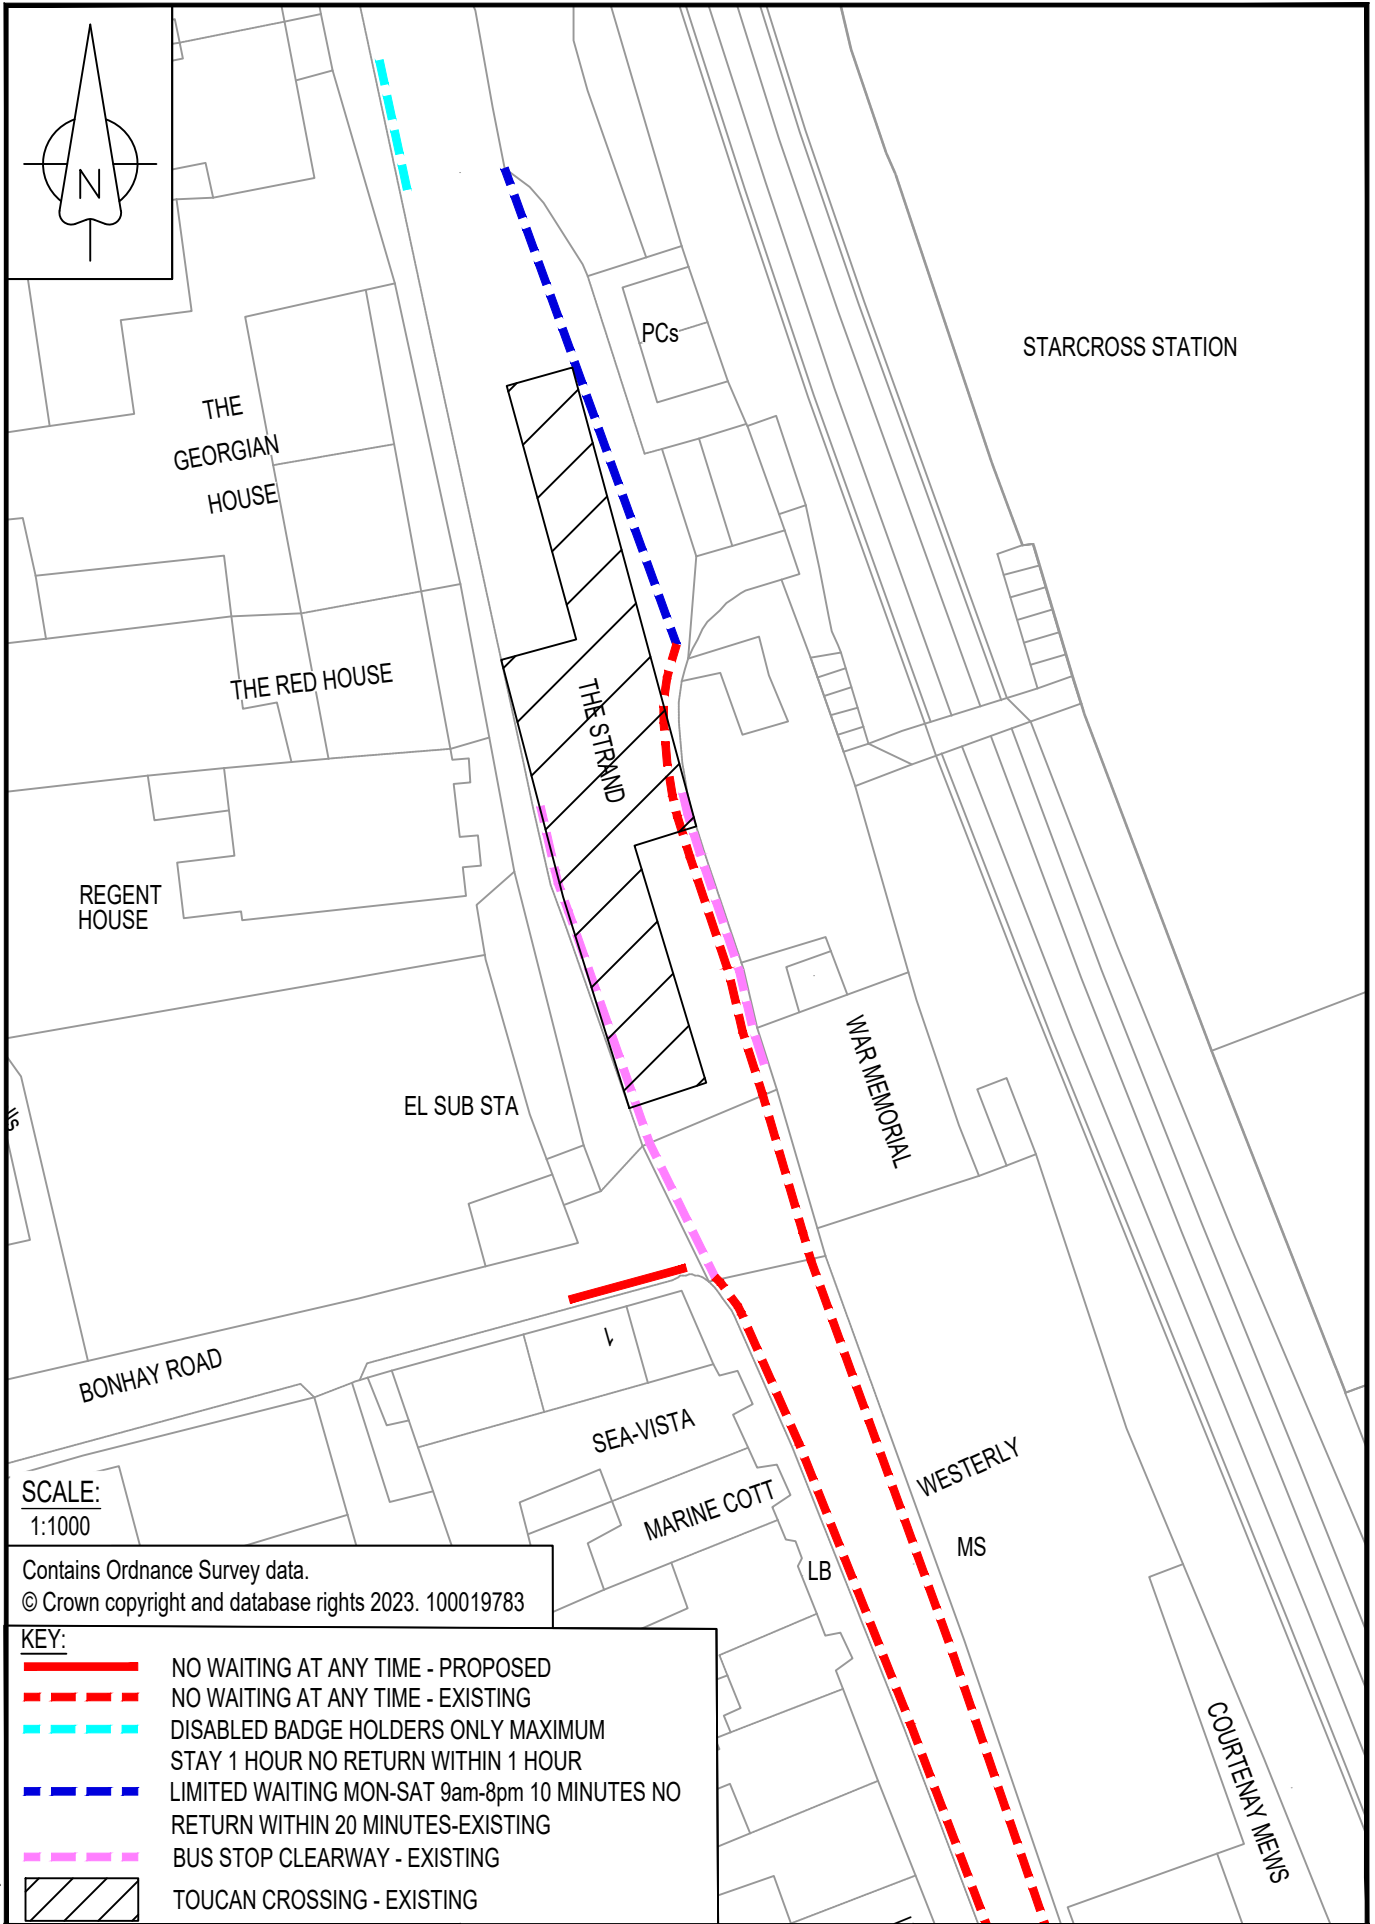 N
PCs
STARCROSS STATION
THE
GEORGIAN
HOUSE
THE RED HOUSE
THE STRAND
REGENT
HOUSE
WAR MEMORIAL
EL SUB STA
BONHAY ROAD
1
SEA-VISTA
MARINE COTT
WESTERLY
MS
LB
COURTENAY MEWS
SCALE:
1:1000
Contains Ordnance Survey data.
© Crown copyright and database rights 2023. 100019783
KEY:
NO WAITING AT ANY TIME - PROPOSED
NO WAITING AT ANY TIME - EXISTING
DISABLED BADGE HOLDERS ONLY MAXIMUM
STAY 1 HOUR NO RETURN WITHIN 1 HOUR
LIMITED WAITING MON-SAT 9am-8pm 10 MINUTES NO
RETURN WITHIN 20 MINUTES-EXISTING
BUS STOP CLEARWAY - EXISTING
TOUCAN CROSSING - EXISTING